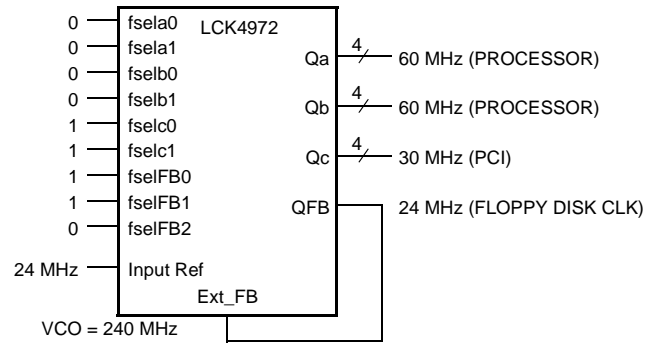 LCK4972
0 fsela0
0 fsela1
0 fselb0
0 fselb1
1 fselc0
1 fselc1
1 fselFB0
1 fselFB1
0 fselFB2
24 MHz Input Ref
Ext_FB
VCO = 240 MHz
Qa 4 60 MHz (PROCESSOR)
Qb 4 60 MHz (PROCESSOR)
Qc 4 30 MHz (PCI)
QFB 24 MHz (FLOPPY DISK CLK)